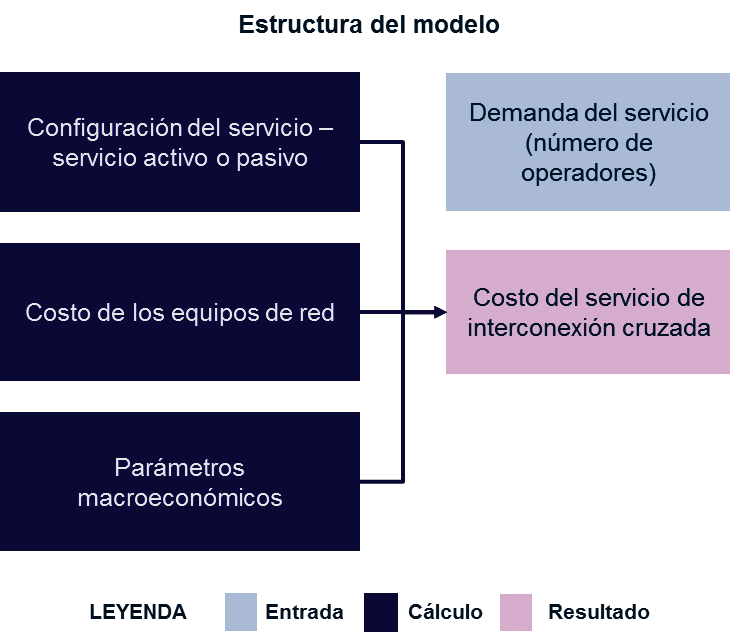 Estructura del modelo
Configuración del servicio –
servicio activo o pasivo
Demanda del servicio
(número de
operadores)
Costo de los equipos de red
Costo del servicio de
interconexión cruzada
Parámetros
macroeconómicos
LEYENDA Entrada Cálculo Resultado